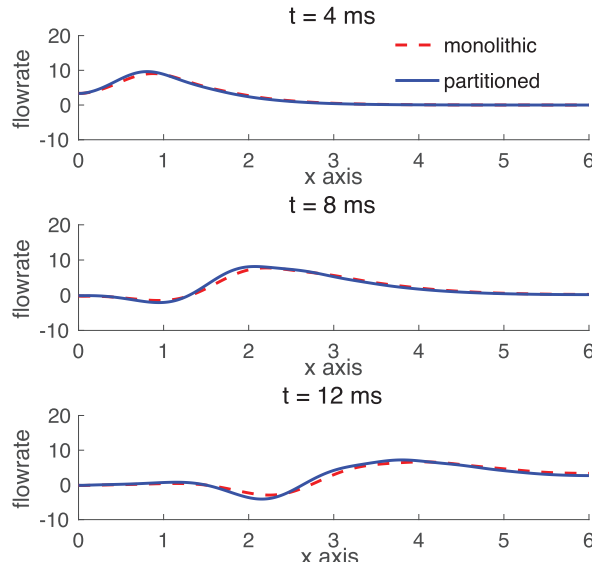 t = 4 ms
20
10
0
-10
flowrate
monolithic
partitioned
0 1 2 3 4 5 6
x axis
t = 8 ms
20
10
0
-10
flowrate
0 1 2 3 4 5 6
x axis
t = 12 ms
20
10
0
-10
flowrate
0 1 2 3 4 5 6
x axis